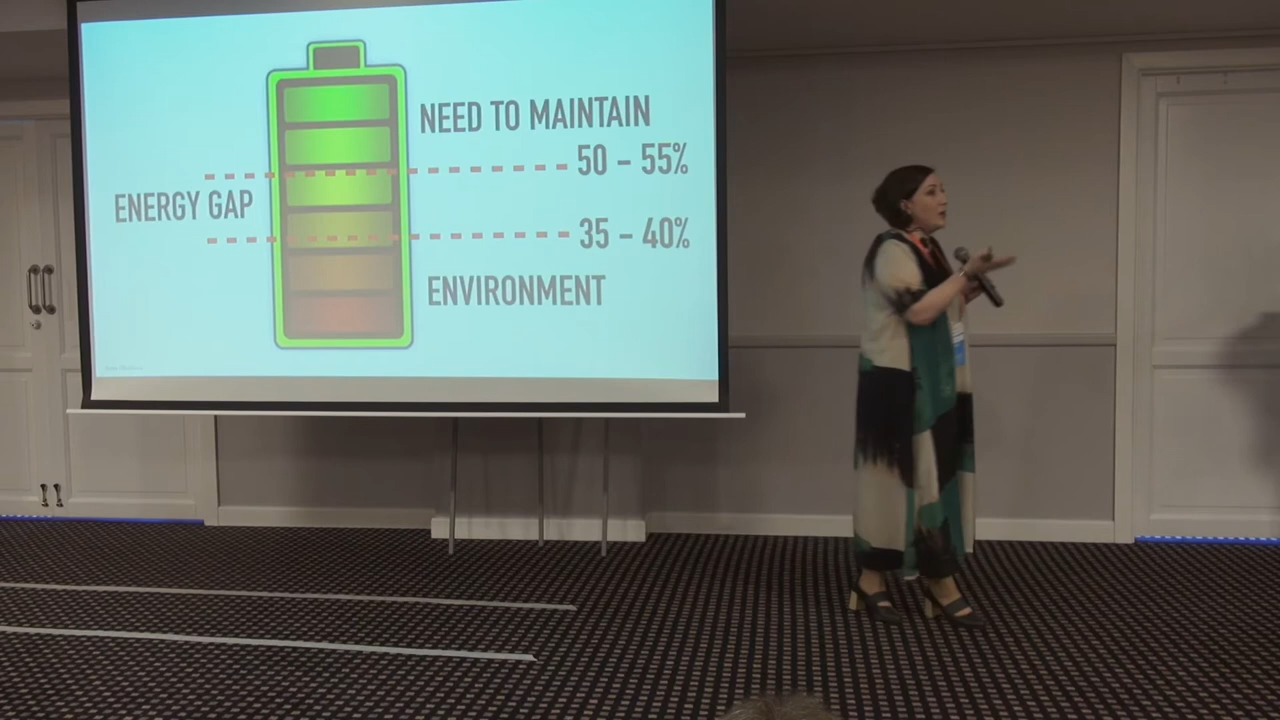 NEED TO MAINTAIN
50 – 55%
ENERGY GAP
35 – 40%
ENVIRONMENT